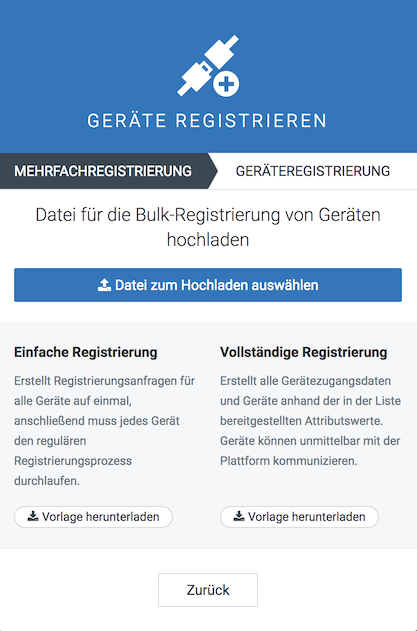 GERÄTE REGISTRIEREN
MEHRFACHREGISTRIERUNG
GERÄTEREGISTRIERUNG
Datei für die Bulk-Registrierung von Geräten
hochladen
Datei zum Hochladen auswählen
Einfache Registrierung
Erstellt Registrierungsanfragen für
alle Geräte auf einmal,
anschließend muss jedes Gerät
den regulären
Registrierungsprozess
durchlaufen.
Vorlage herunterladen
Vollständige Registrierung
Erstellt alle Gerätezugangsdaten
und Geräte anhand der in der Liste
bereitgestellten Attributswerte.
Geräte können unmittelbar mit der
Plattform kommunizieren.
Vorlage herunterladen
Zurück